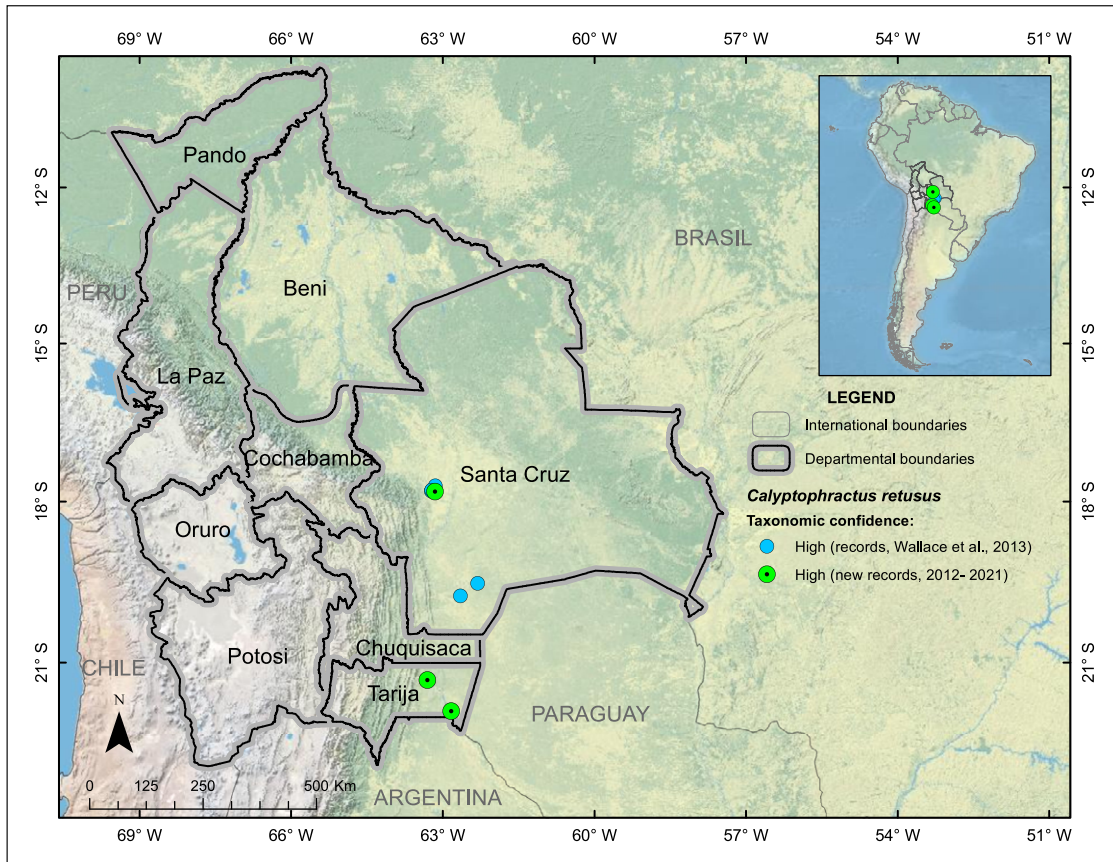 69° W 66° W 63° W 60° W 57° W 54° W 51° W
12° S 12° S
15° S 15° S
18° S 18° S
21° S 21° S
Pando
BRASIL
PERU
Beni
La Paz
LEGEND
International boundaries
Departmental boundaries
Cochabamba
Santa Cruz
Calyptophractus retusus
Taxonomic confidence:
High (records, Wallace et al., 2013)
High (new records, 2012- 2021)
Oruro
Chuquisaca
Potosi
CHILE
Tarija
N
PARAGUAY
0 125 250 500 Km
ARGENTINA
69° W 66° W 63° W 60° W 57° W 54° W 51° W